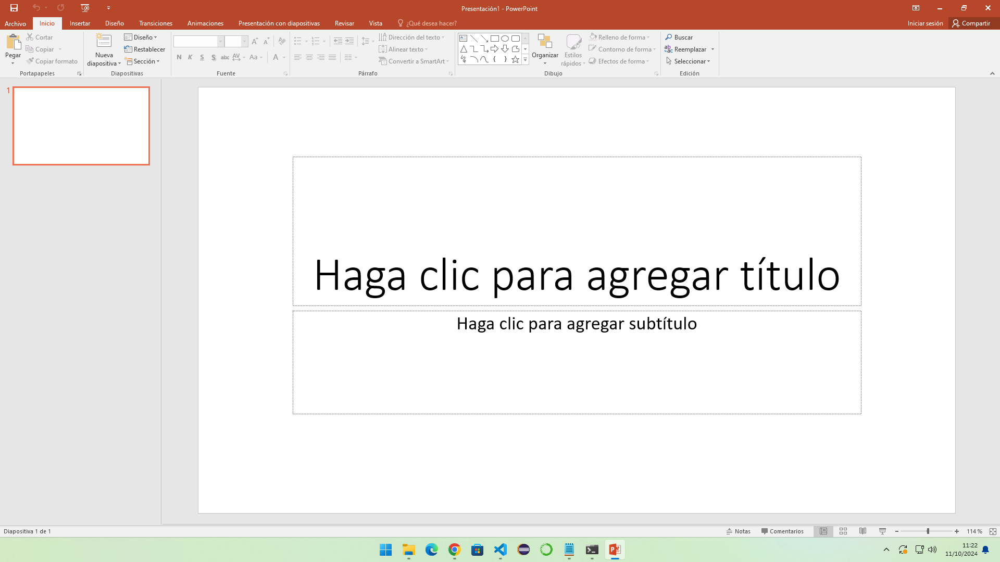 Presentación1 - PowerPoint
Archivo Inicio Insertar Diseño Transiciones Animaciones Presentación con diapositivas Revisar Vista ¿Qué desea hacer? Iniciar sesión Compartir
Pegar
Cortar
Copiar
Copiar formato
Portapapeles
Nueva
diapositiva
Diseño
Restablecer
Sección
Diapositivas
N K S S abc AV Aa A
Fuente
Dirección del texto
Alinear texto
Convertir a SmartArt
Párrafo
Organizar
Estilos
rápidos
Relleno de forma
Contorno de forma
Efectos de forma
Dibujo
Buscar
Reemplazar
Seleccionar
Edición
1
Haga clic para agregar título
Haga clic para agregar subtítulo
Diapositiva 1 de 1
Notas Comentarios 114 %
11:22
11/10/2024